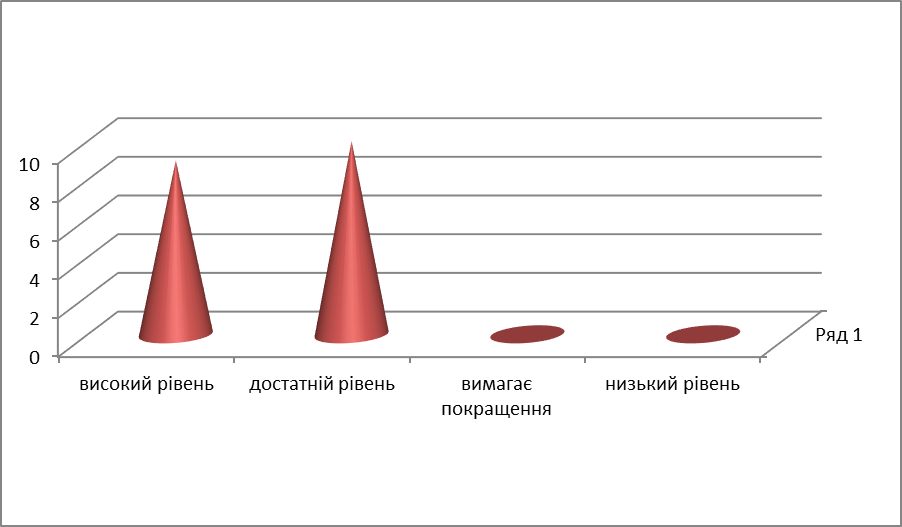 10
8
6
4
2
0
Ряд 1
високий рівень
достатній рівень
вимагає
покращення
низький рівень